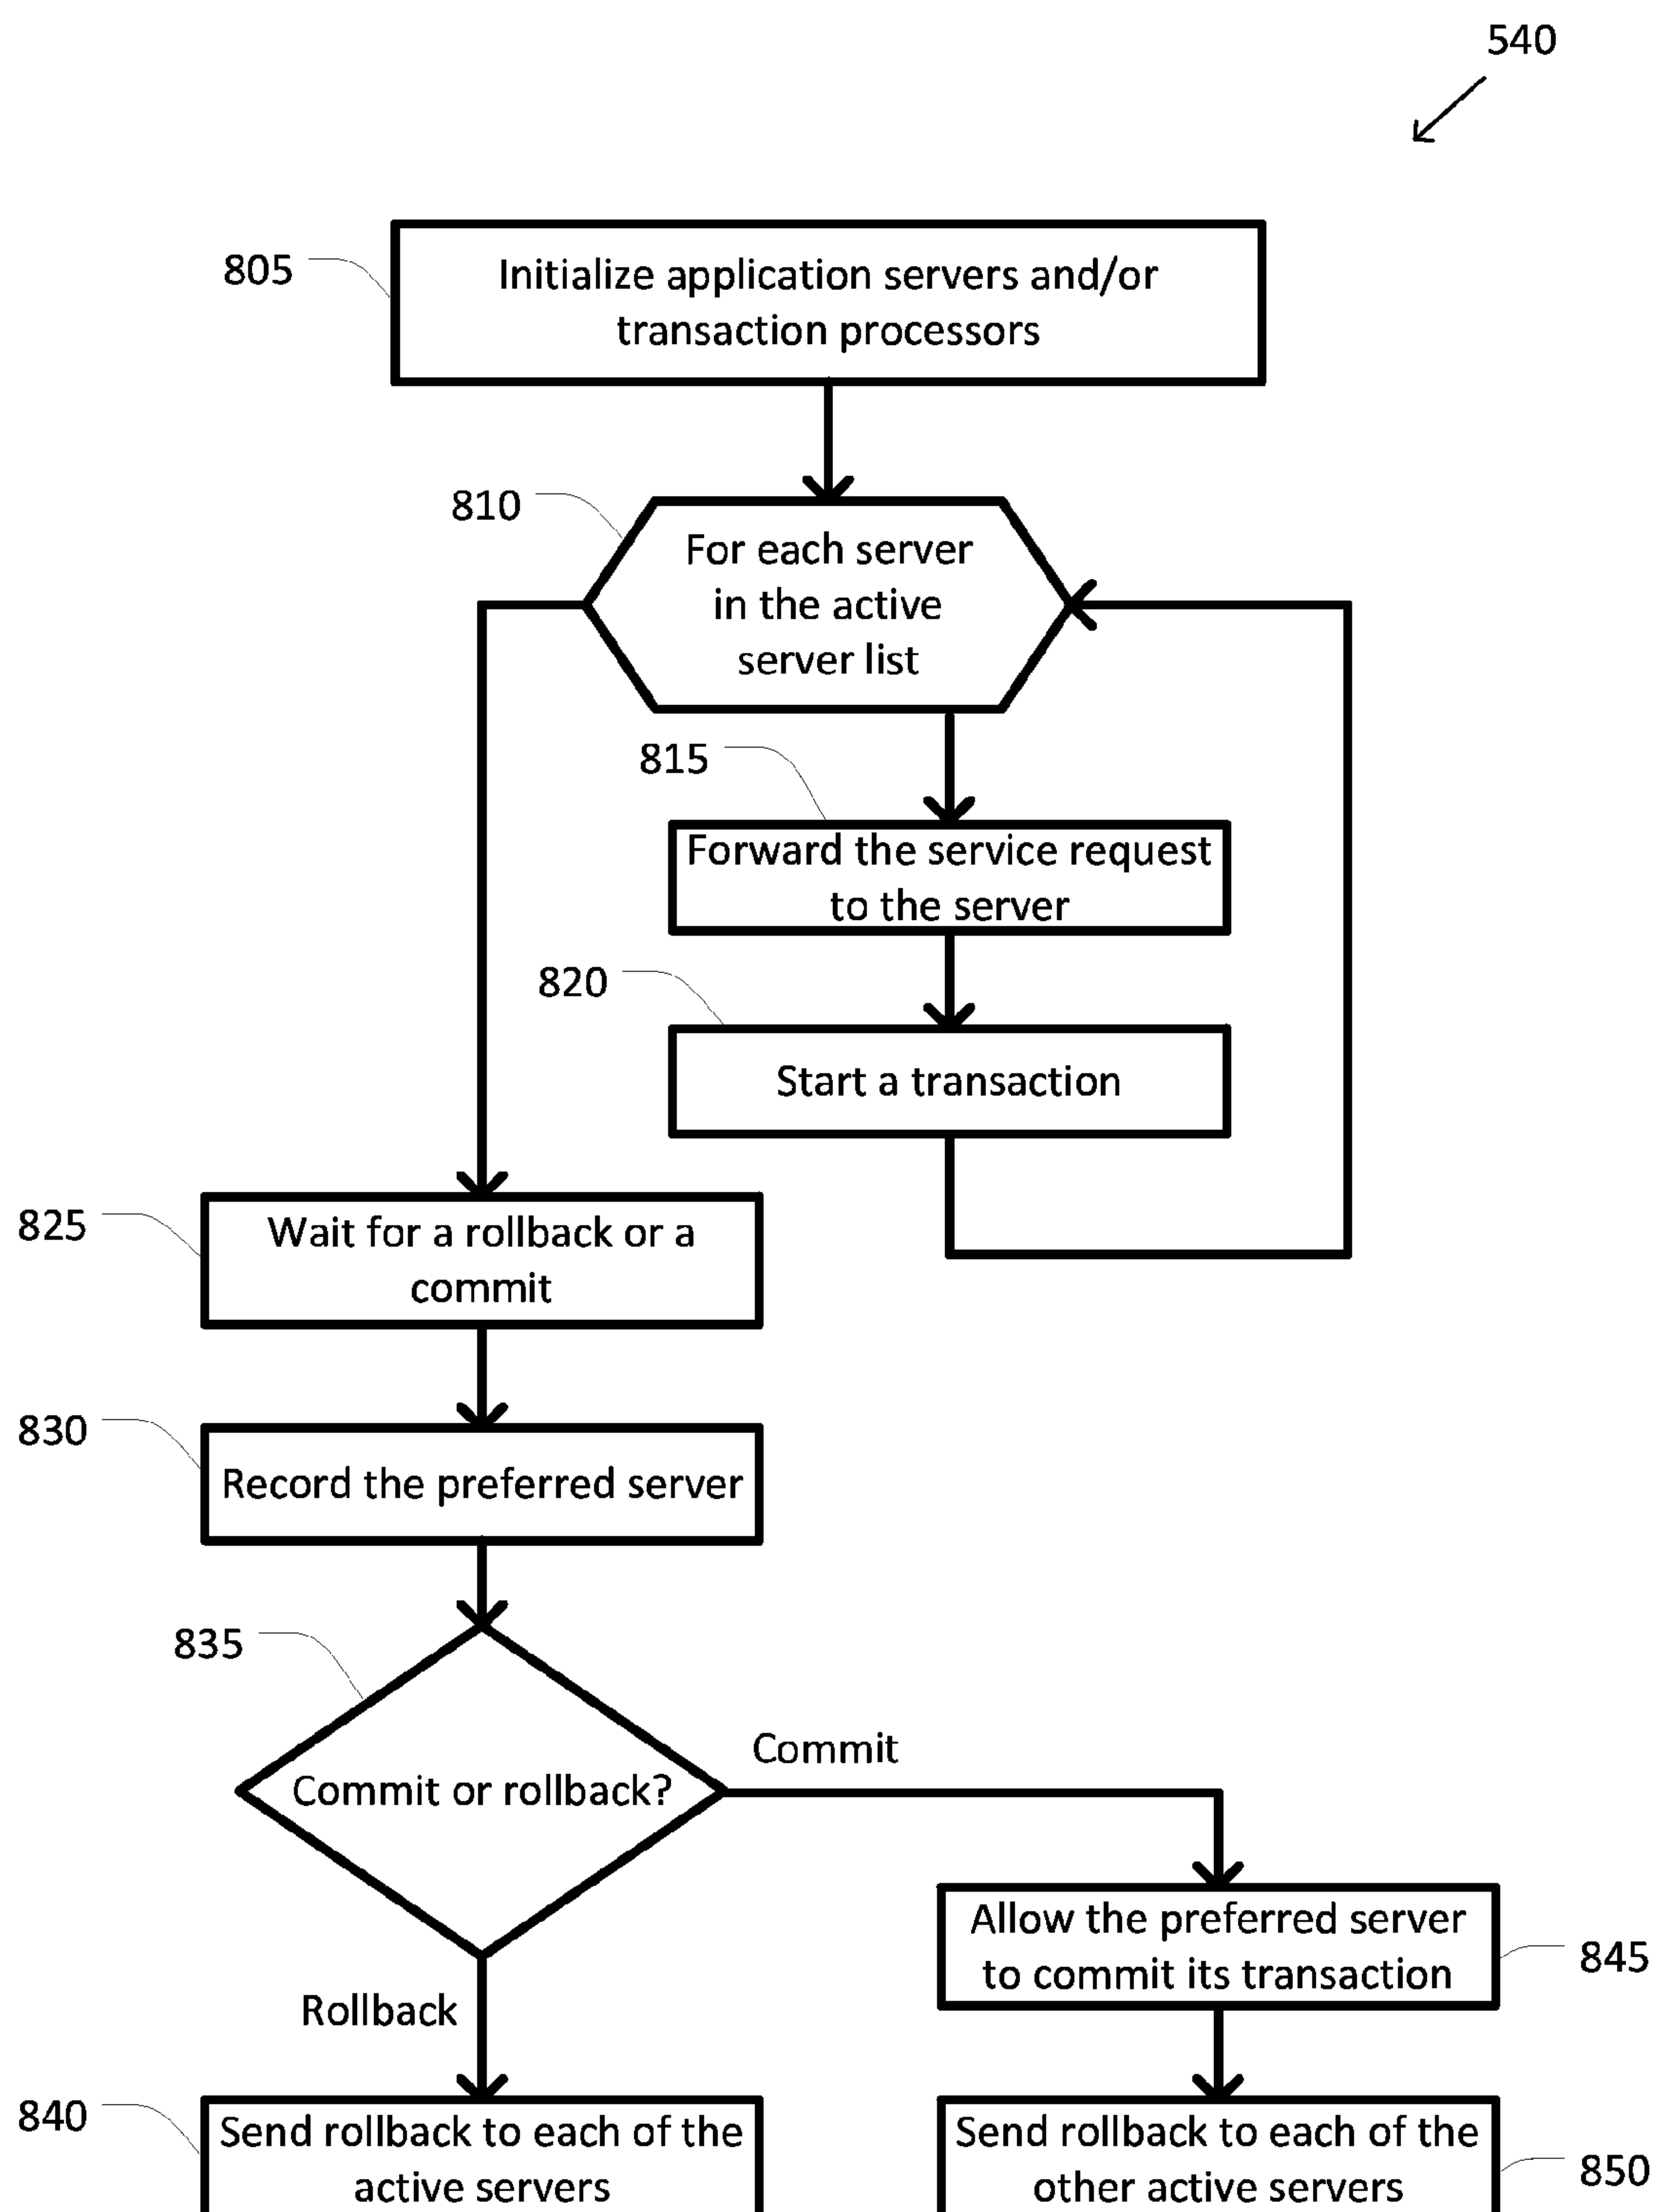 540
805
Initialize application servers and/or
transaction processors
810
For each server
in the active
server list
815
Forward the service request
to the server
820
Start a transaction
825
Wait for a rollback or a
commit
830
Record the preferred server
835
Commit or rollback?
Commit
Allow the preferred server
to commit its transaction
845
Rollback
840
Send rollback to each of the
active servers
Send rollback to each of the
other active servers
850